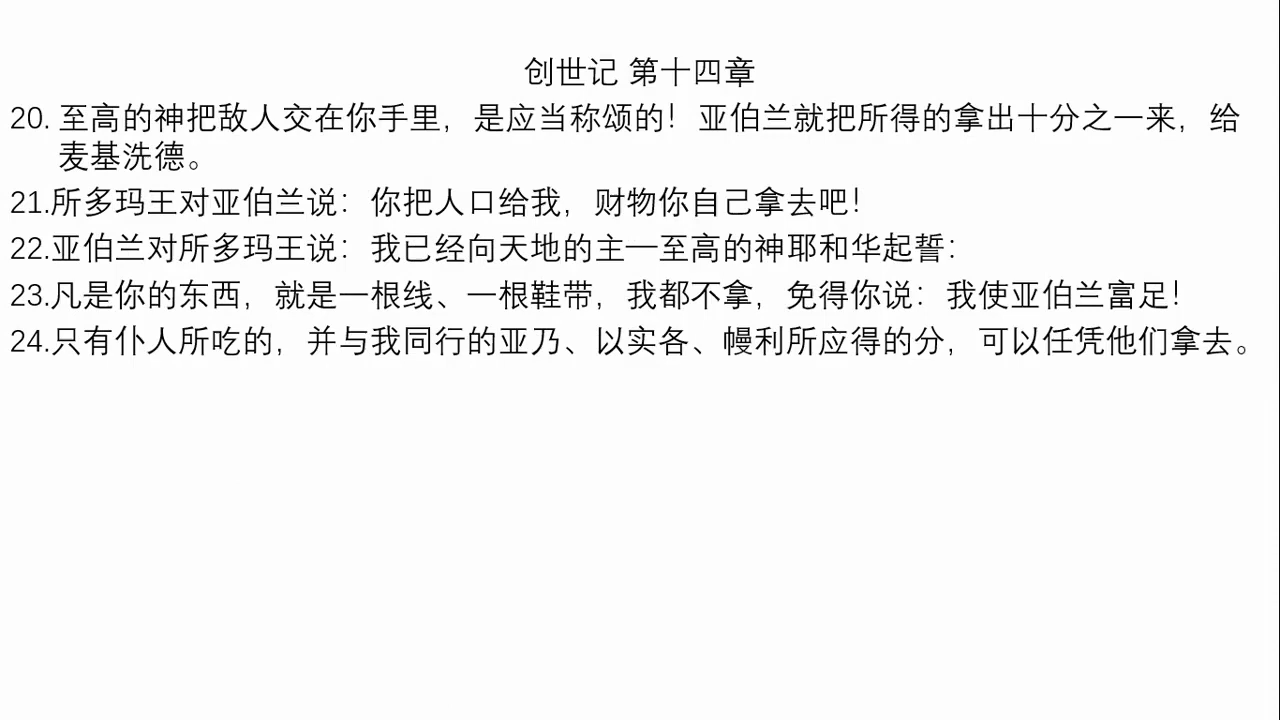 创世记 第十四章
20. 至高的神把敌人交在你手里，是应当称颂的！亚伯兰就把所得的拿出十分之一来，给
麦基洗德。
21.所多玛王对亚伯兰说：你把人口给我，财物你自己拿去吧！
22.亚伯兰对所多玛王说：我已经向天地的主—至高的神耶和华起誓：
23.凡是你的东西，就是一根线、一根鞋带，我都不拿，免得你说：我使亚伯兰富足！
24.只有仆人所吃的，并与我同行的亚乃、以实各、幔利所应得的分，可以任凭他们拿去。